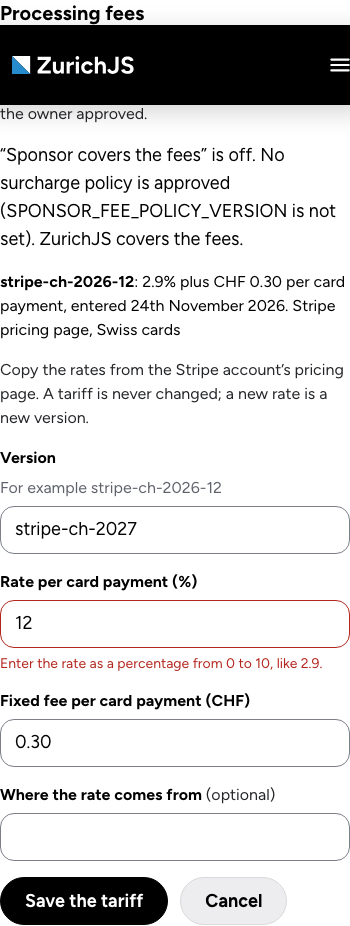 Processing fees
ZurichJS
the owner approved.
“Sponsor covers the fees” is off. No
surcharge policy is approved
(SPONSOR_FEE_POLICY_VERSION is not
set). ZurichJS covers the fees.
stripe-ch-2026-12: 2.9% plus CHF 0.30 per card
payment, entered 24th November 2026. Stripe
pricing page, Swiss cards
Copy the rates from the Stripe account’s pricing
page. A tariff is never changed; a new rate is a
new version.
Version
For example stripe-ch-2026-12
stripe-ch-2027
Rate per card payment (%)
12
Enter the rate as a percentage from 0 to 10, like 2.9.
Fixed fee per card payment (CHF)
0.30
Where the rate comes from (optional)
Save the tariff
Cancel